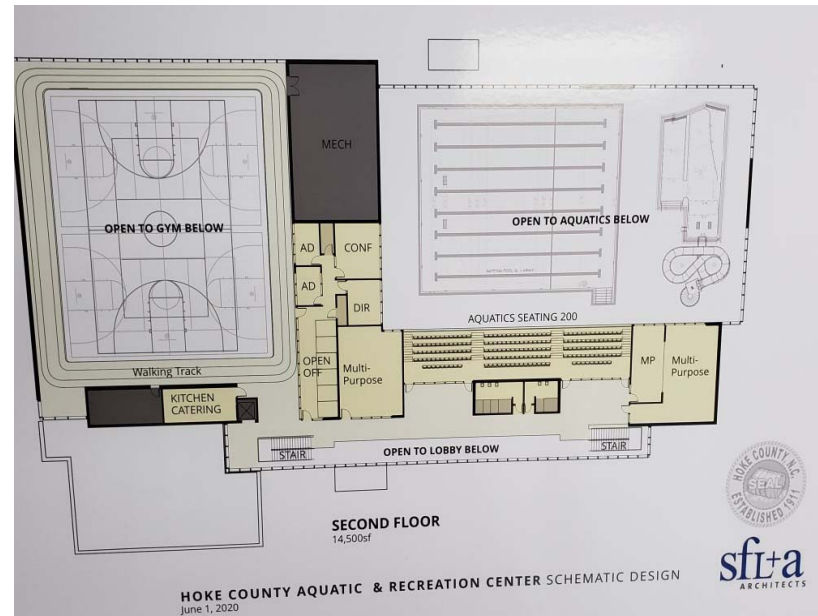 MECH
OPEN TO GYM BELOW
OPEN TO AQUATICS BELOW
AD
CONF
AD
DIR
AQUATICS SEATING 200
OPEN
OFF
Multi-
Purpose
MP
Multi-
Purpose
Walking Track
KITCHEN
CATERING
STAIR
OPEN TO LOBBY BELOW
STAIR
SECOND FLOOR
14,500sf
HOKE COUNTY, N.C.
SEAL
ESTABLISHED 1911
sfL+a
ARCHITECTS
HOKE COUNTY AQUATIC & RECREATION CENTER SCHEMATIC DESIGN
June 1, 2020